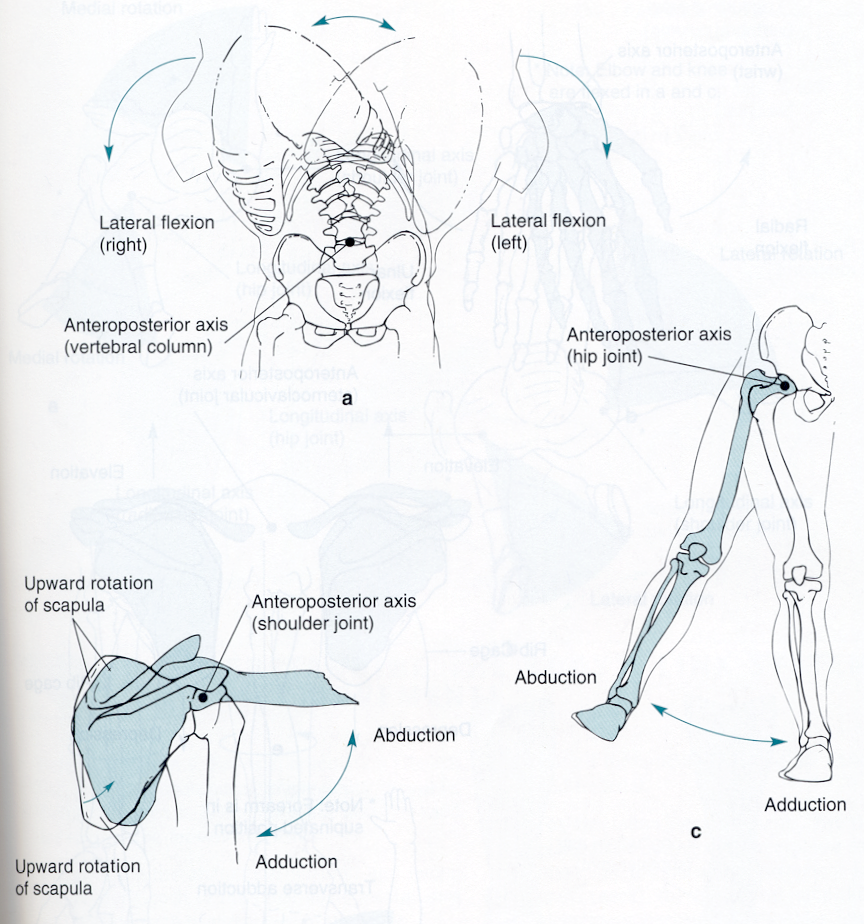 Lateral flexion
(right)
Lateral flexion
(left)
Anteroposterior axis
(vertebral column)
a
Anteroposterior axis
(hip joint)
Upward rotation
of scapula
Anteroposterior axis
(shoulder joint)
Abduction
Abduction
Adduction
Adduction
c
Upward rotation
of scapula